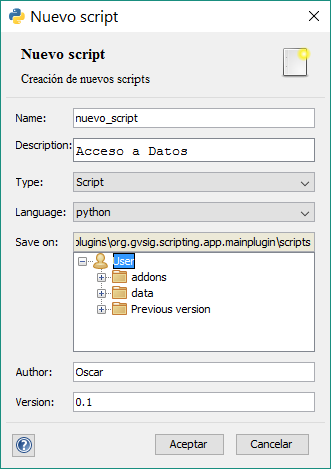 Nuevo script
Nuevo script
Creación de nuevos scripts
Name: nuevo_script
Description: Acceso a Datos
Type: Script
Language: python
Save on: plugins\org.gvsig.scripting.app.mainplugin\scripts
User
addons
data
Previous version
Author: Oscar
Version: 0.1
Aceptar Cancelar